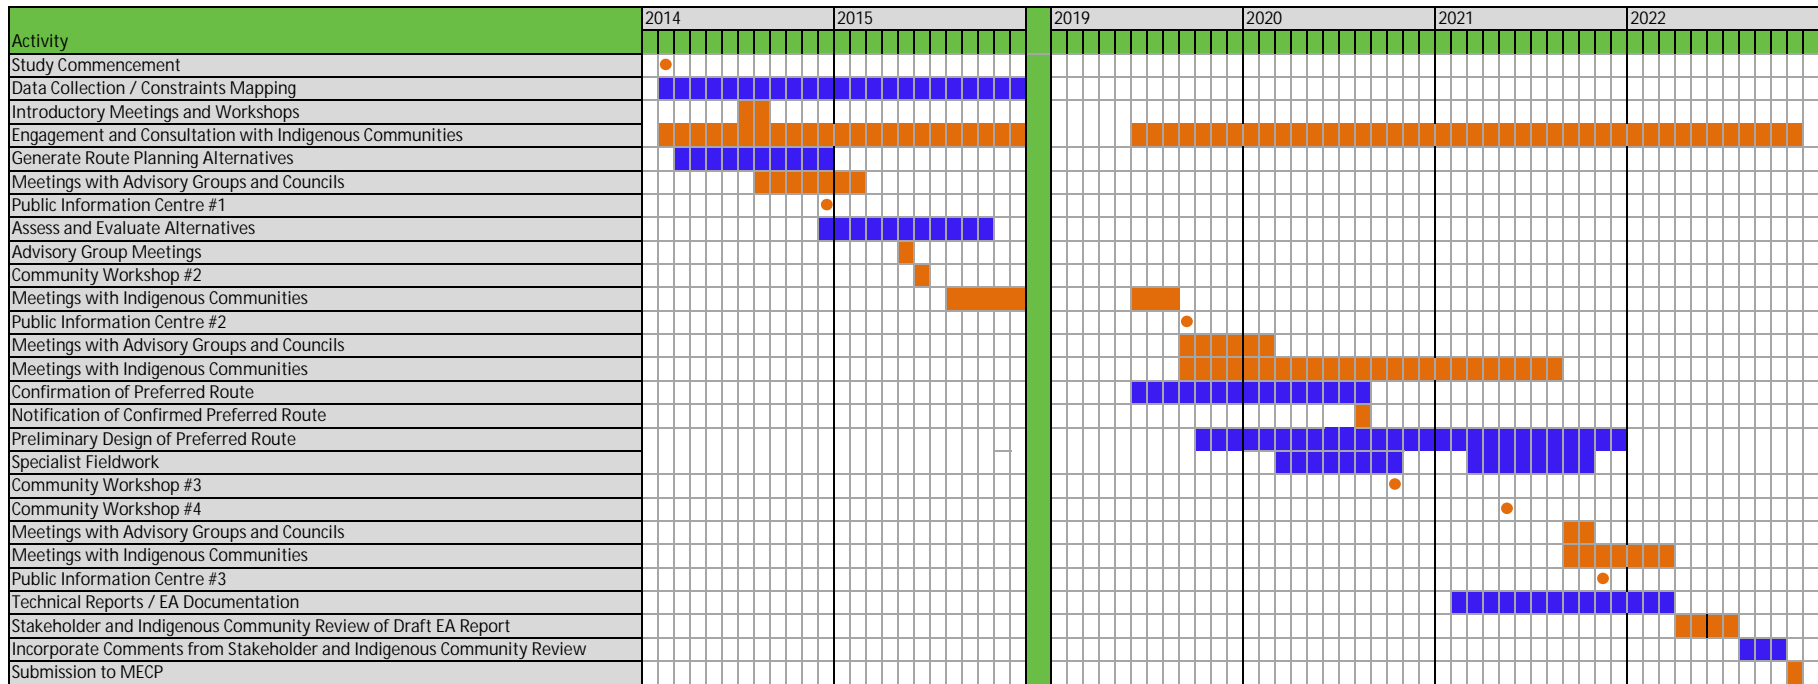 2014 2015 2019 2020 2021 2022
Activity
Study Commencement
Data Collection / Constraints Mapping
Introductory Meetings and Workshops
Engagement and Consultation with Indigenous Communities
Generate Route Planning Alternatives
Meetings with Advisory Groups and Councils
Public Information Centre #1
Assess and Evaluate Alternatives
Advisory Group Meetings
Community Workshop #2
Meetings with Indigenous Communities
Public Information Centre #2
Meetings with Advisory Groups and Councils
Meetings with Indigenous Communities
Confirmation of Preferred Route
Notification of Confirmed Preferred Route
Preliminary Design of Preferred Route
Specialist Fieldwork
Community Workshop #3
Community Workshop #4
Meetings with Advisory Groups and Councils
Meetings with Indigenous Communities
Public Information Centre #3
Technical Reports / EA Documentation
Stakeholder and Indigenous Community Review of Draft EA Report
Incorporate Comments from Stakeholder and Indigenous Community Review
Submission to MECP